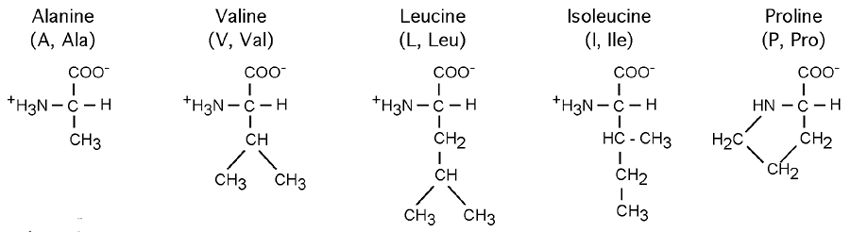 Alanine
(A, Ala)
COO⁻
⁺H₃N – C – H
CH₃
Valine
(V, Val)
COO⁻
⁺H₃N – C – H
CH
CH₃ CH₃
Leucine
(L, Leu)
COO⁻
⁺H₃N – C – H
CH₂
CH
CH₃ CH₃
Isoleucine
(I, Ile)
COO⁻
⁺H₃N – C – H
HC - CH₃
CH₂
CH₃
Proline
(P, Pro)
COO⁻
HN – C – H
H₂C CH₂
CH₂